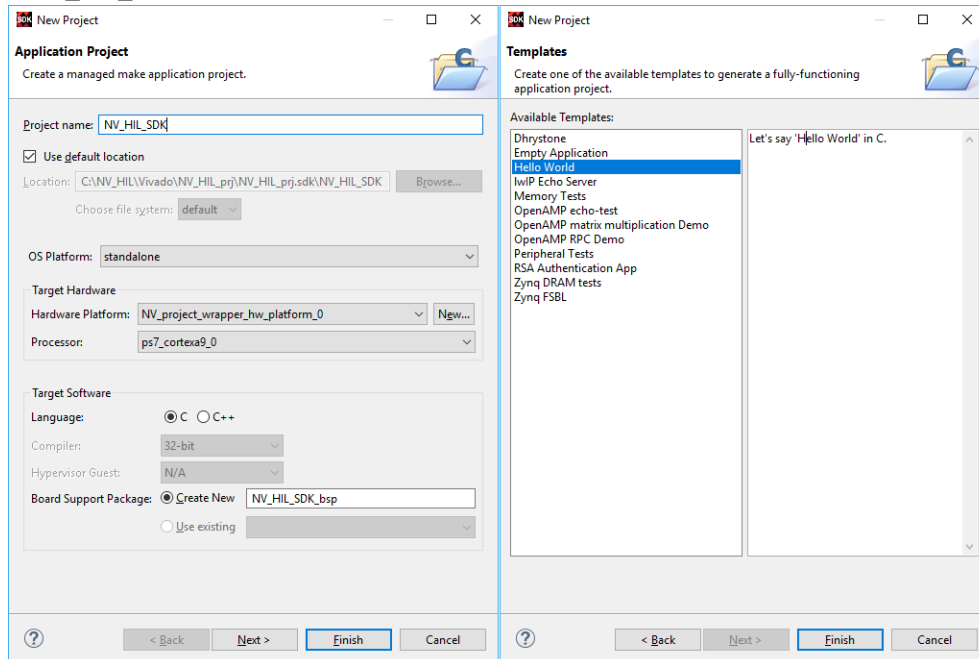 SDK New Project
Application Project
Create a managed make application project.
Project name: NV_HIL_SDK
Use default location
Location: C:\NV_HIL\Vivado\NV_HIL_prj\NV_HIL_prj.sdk\NV_HIL_SDK Browse...
Choose file system: default
OS Platform: standalone
Target Hardware
Hardware Platform: NV_project_wrapper_hw_platform_0 New...
Processor: ps7_cortexa9_0
Target Software
Language: C C++
Compiler: 32-bit
Hypervisor Guest: N/A
Board Support Package: Create New NV_HIL_SDK_bsp
Use existing
? < Back Next > Finish Cancel
SDK New Project
Templates
Create one of the available templates to generate a fully-functioning
application project.
Available Templates:
Dhrystone
Empty Application
Hello World
lwIP Echo Server
Memory Tests
OpenAMP echo-test
OpenAMP matrix multiplication Demo
OpenAMP RPC Demo
Peripheral Tests
RSA Authentication App
Zynq DRAM tests
Zynq FSBL
Let's say 'Hello World' in C.
? < Back Next > Finish Cancel